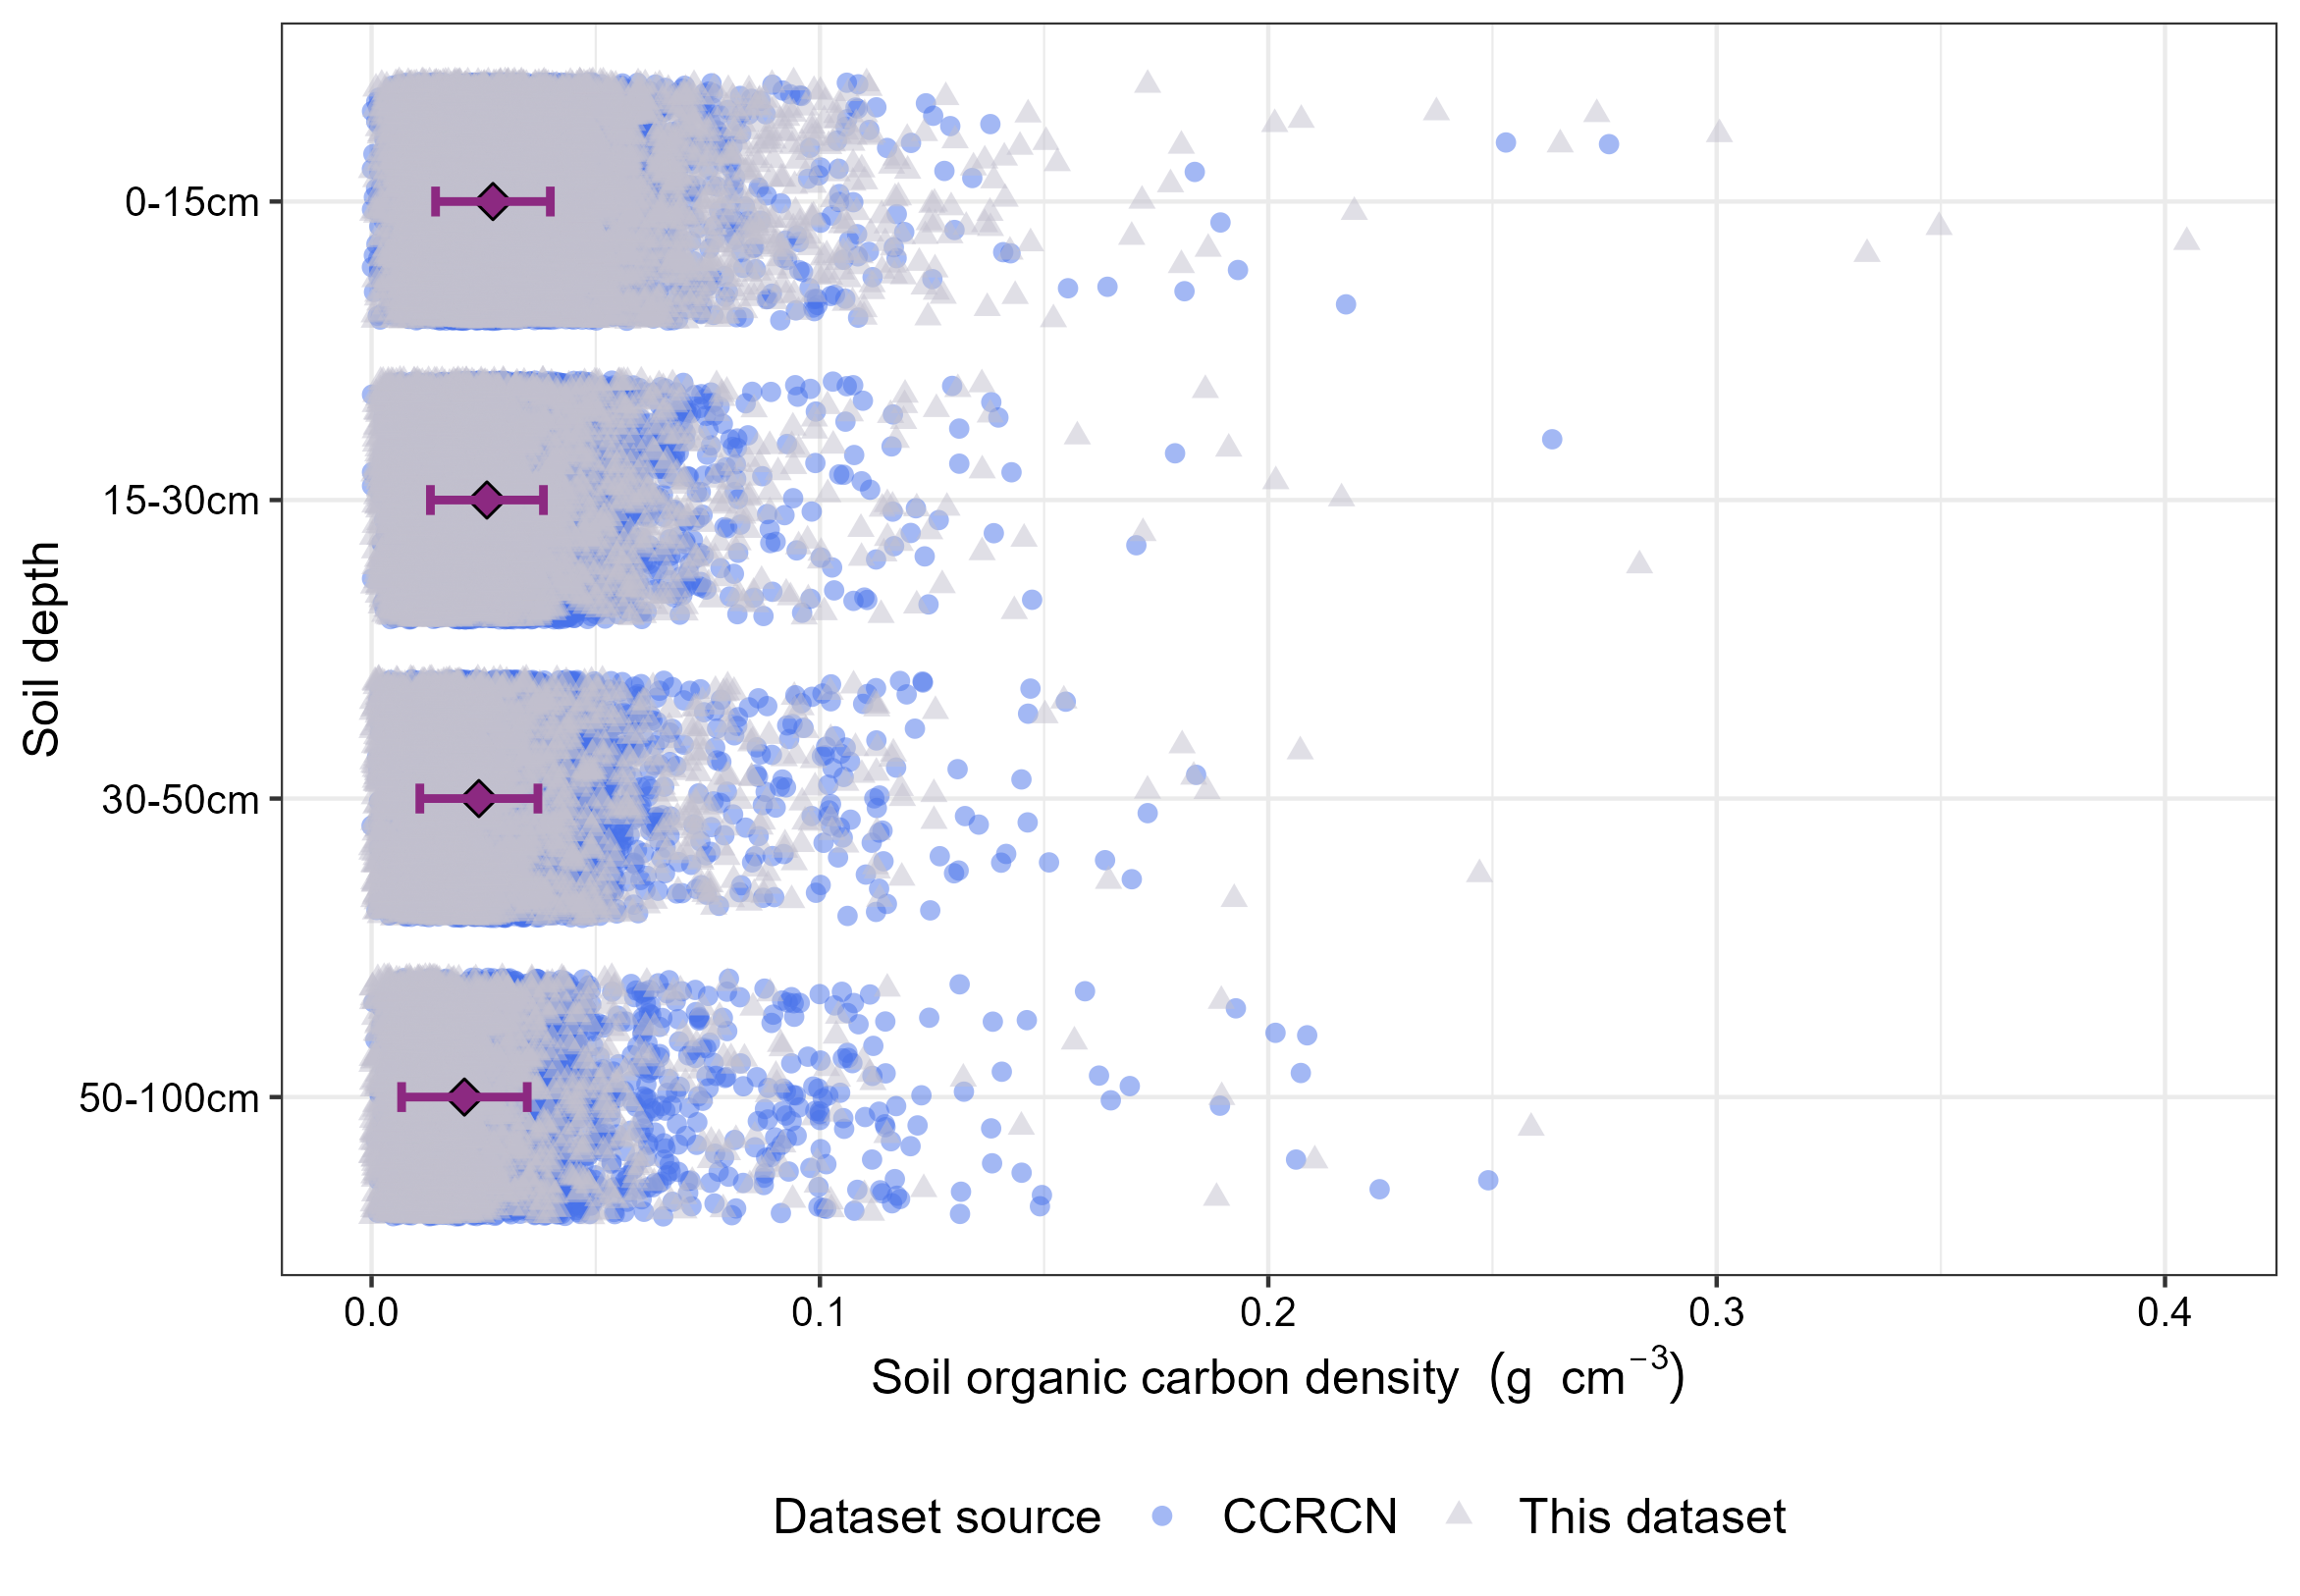 Soil depth
0-15cm
15-30cm
30-50cm
50-100cm
0.0 0.1 0.2 0.3 0.4
Soil organic carbon density (g cm⁻³)
Dataset source CCRCN This dataset